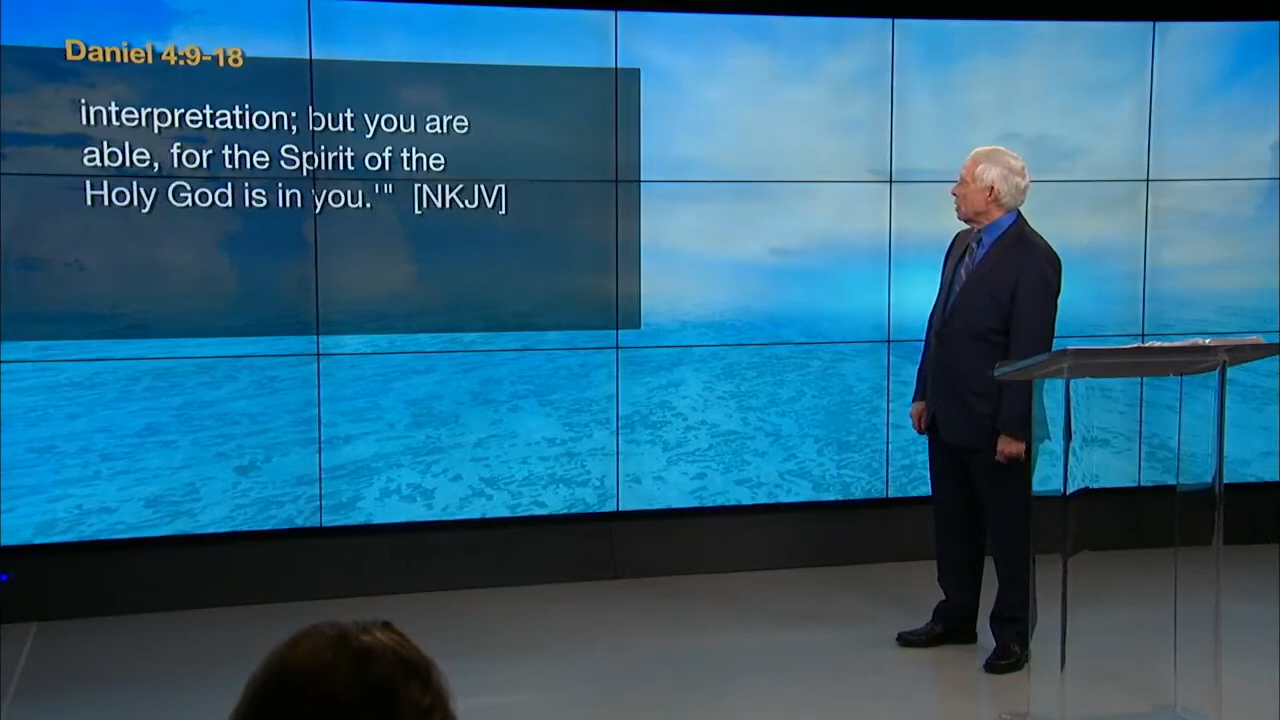 Daniel 4:9-18
interpretation; but you are
able, for the Spirit of the
Holy God is in you.'" [NKJV]